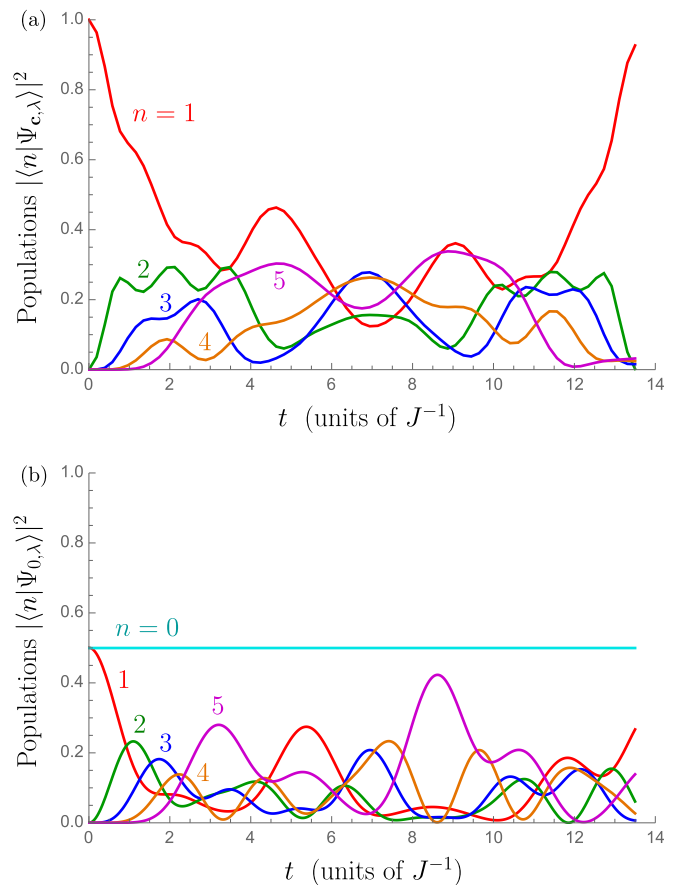 (a)
Populations |⟨n|Ψ_{c,λ}⟩|²
1.0
0.8
0.6
0.4
0.2
0.0
n = 1
2
3
4
5
0 2 4 6 8 10 12 14
t (units of J⁻¹)
(b)
Populations |⟨n|Ψ_{0,λ}⟩|²
1.0
0.8
0.6
0.4
0.2
0.0
n = 0
1
2
3
4
5
0 2 4 6 8 10 12 14
t (units of J⁻¹)